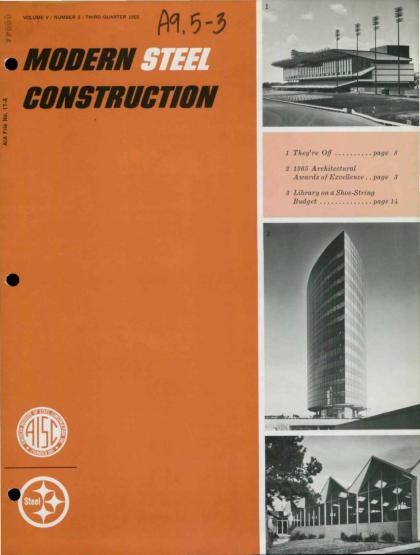 VOLUME V / NUMBER 3 / THIRD QUARTER 1965
A9.5-3
MODERN STEEL
CONSTRUCTION
AIA File No. 17-A
1
1 They're Off .......... page 8
2 1965 Architectural
Awards of Excellence .. page 3
3 Library on a Shoe-String
Budget .............. page 14
2
AISC
Steel